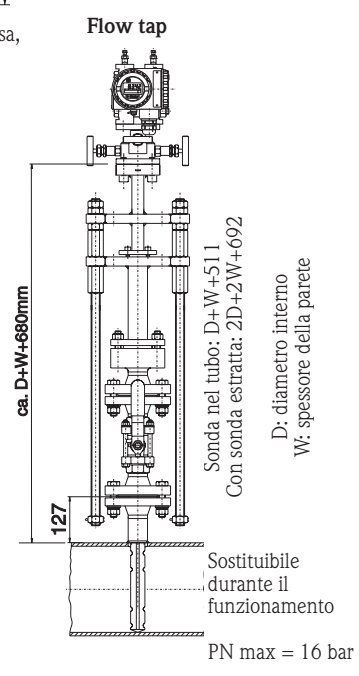 sa,
Flow tap
ca. D+W+680mm
127
Sonda nel tubo: D+W+511
Con sonda estratta: 2D+2W+692
D: diametro interno
W: spessore della parete
Sostituibile
durante il
funzionamento
PN max = 16 bar